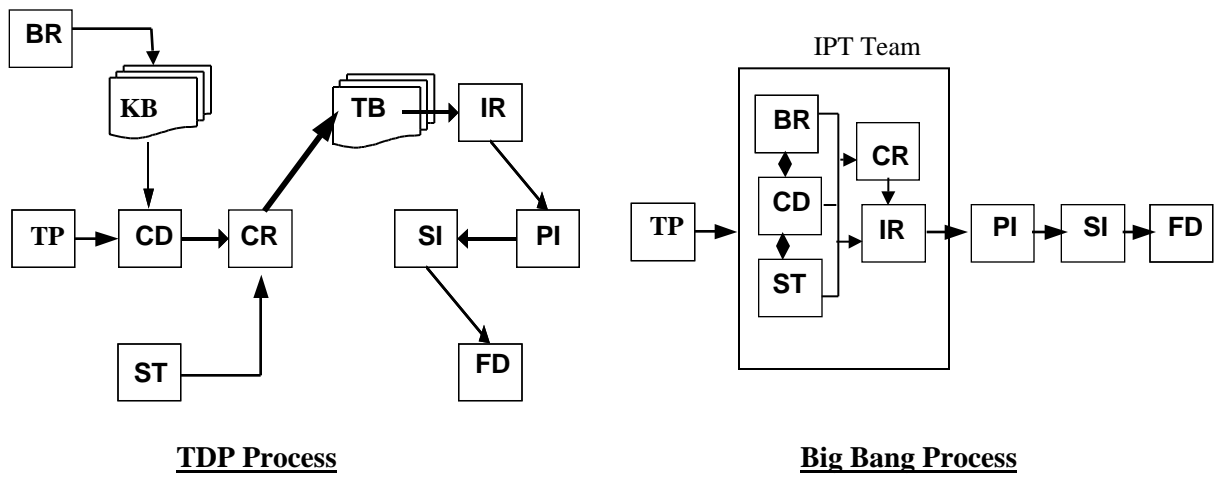 BR
KB
TB
IR
TP
CD
CR
SI
PI
ST
FD
TDP Process
IPT Team
BR
CR
CD
TP
IR
PI
SI
FD
ST
Big Bang Process